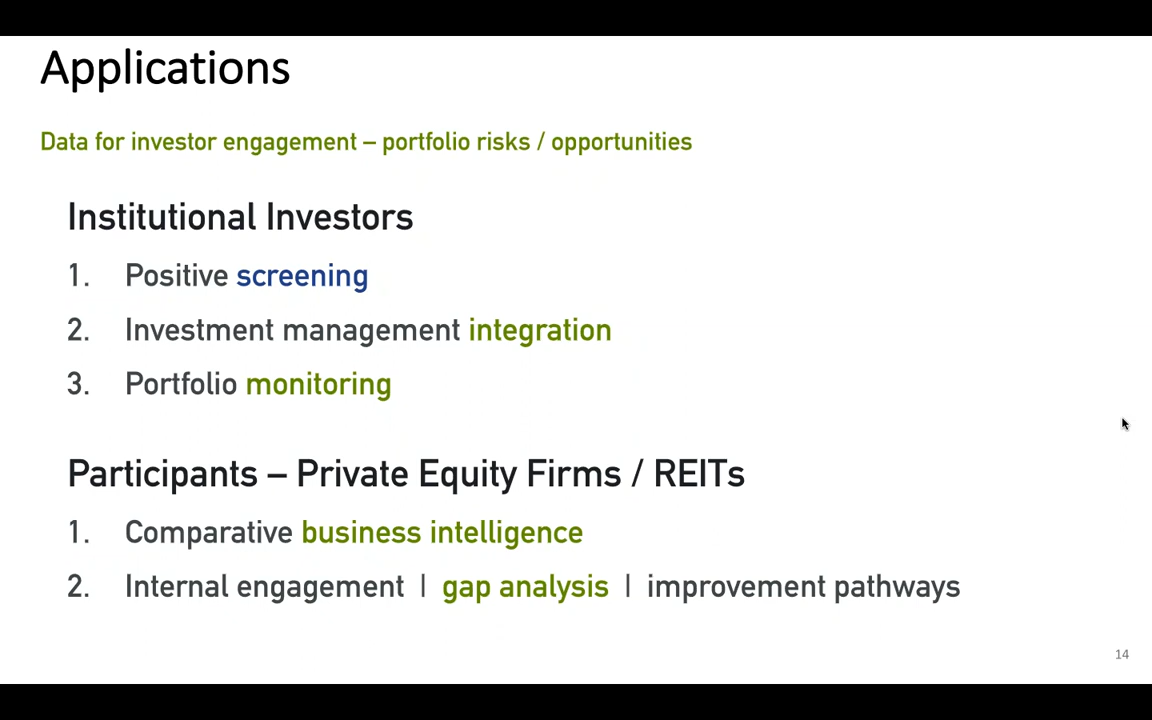 Applications
Data for investor engagement – portfolio risks / opportunities
Institutional Investors
1. Positive screening
2. Investment management integration
3. Portfolio monitoring
Participants – Private Equity Firms / REITs
1. Comparative business intelligence
2. Internal engagement | gap analysis | improvement pathways
14